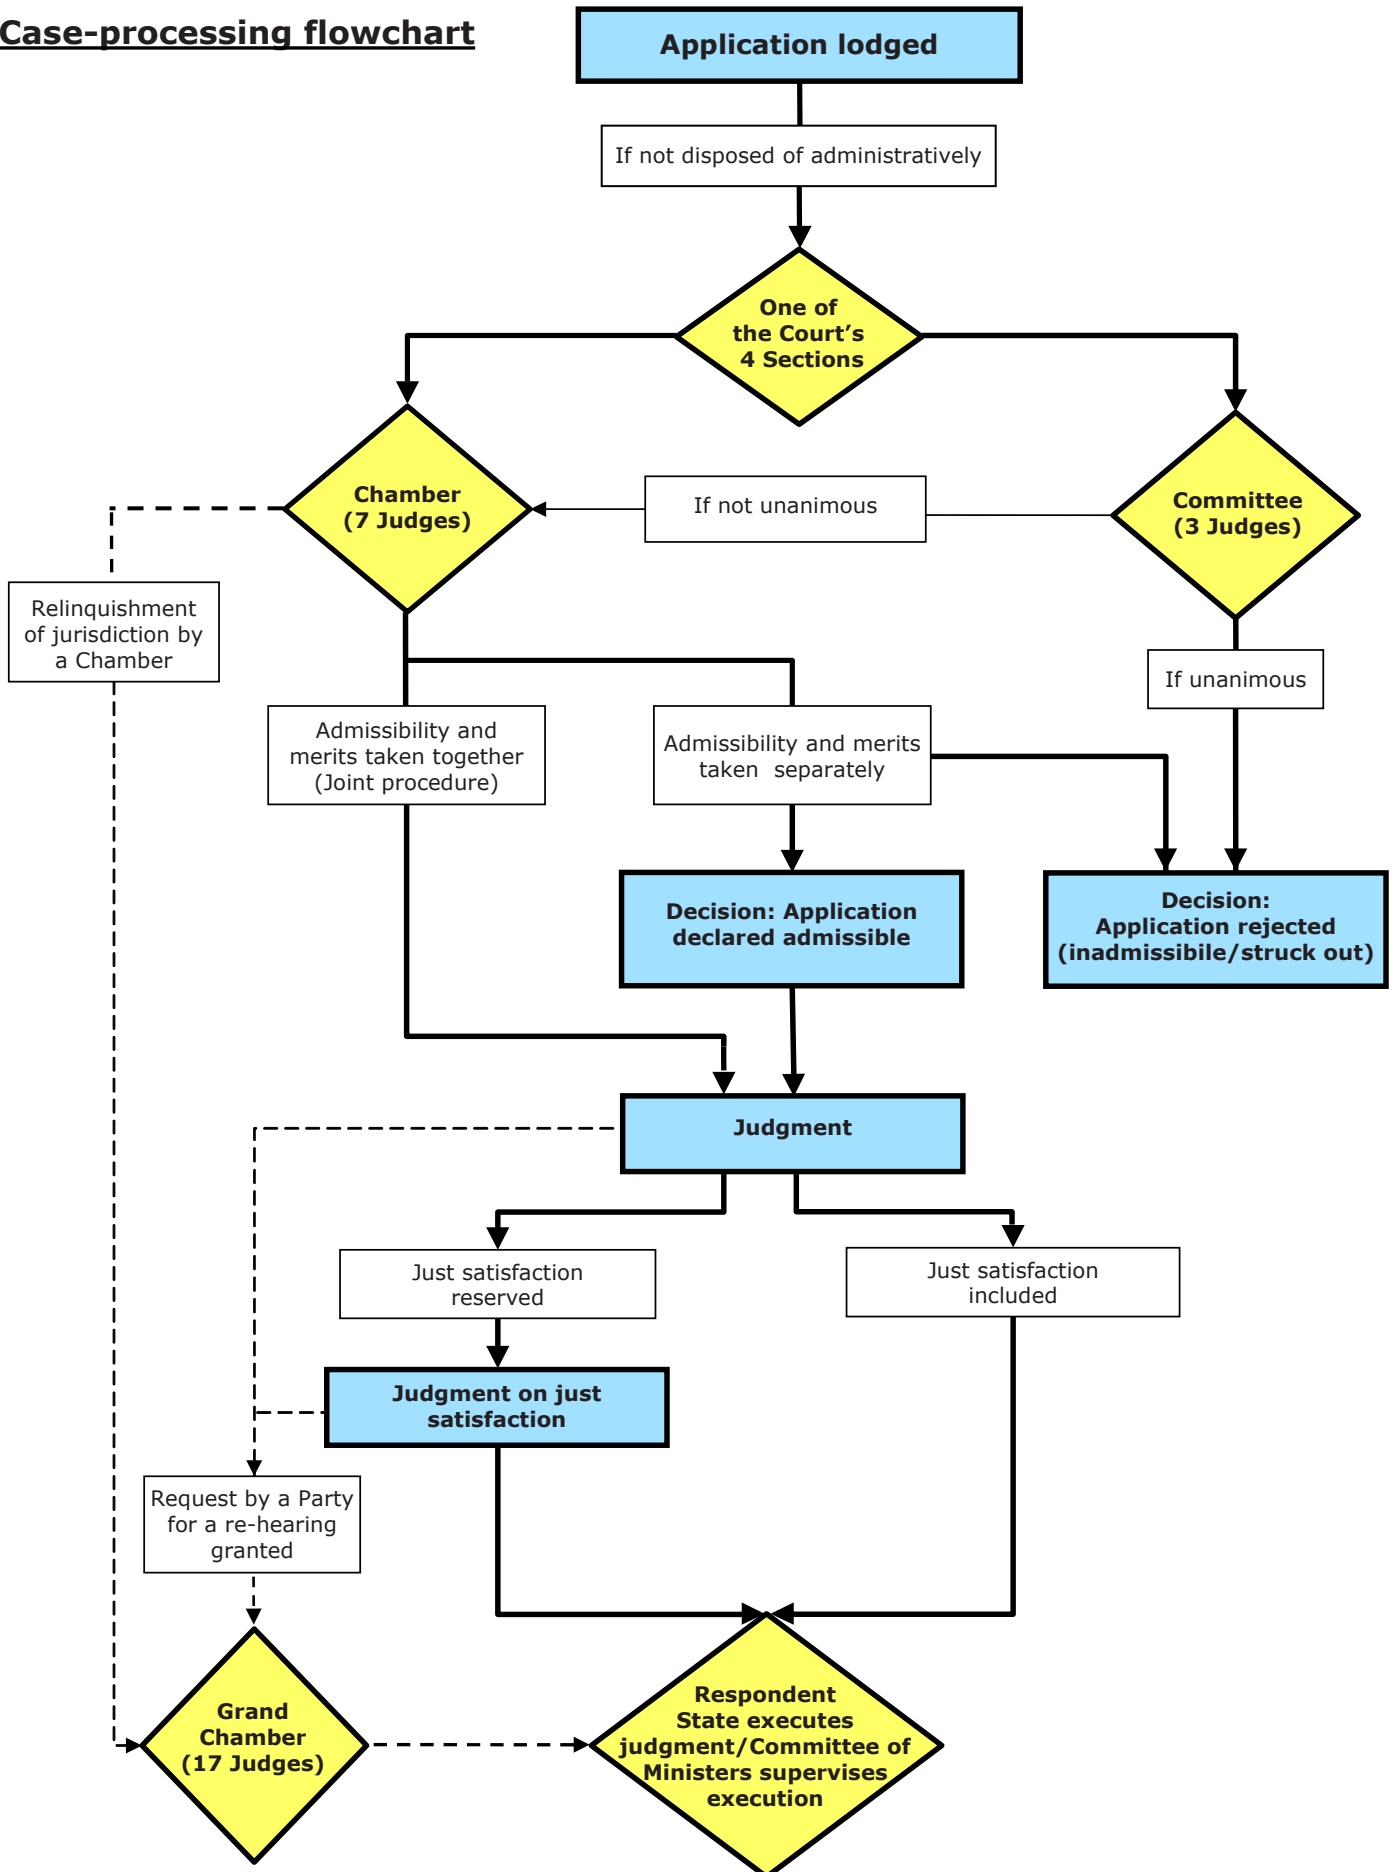 Case-processing flowchart
Application lodged
If not disposed of administratively
One of
the Court’s
4 Sections
Chamber
(7 Judges)
If not unanimous
Committee
(3 Judges)
Relinquishment
of jurisdiction by
a Chamber
If unanimous
Admissibility and
merits taken together
(Joint procedure)
Admissibility and merits
taken separately
Decision: Application
declared admissible
Decision:
Application rejected
(inadmissibile/struck out)
Judgment
Just satisfaction
reserved
Just satisfaction
included
Judgment on just
satisfaction
Request by a Party
for a re-hearing
granted
Grand
Chamber
(17 Judges)
Respondent
State executes
judgment/Committee of
Ministers supervises
execution